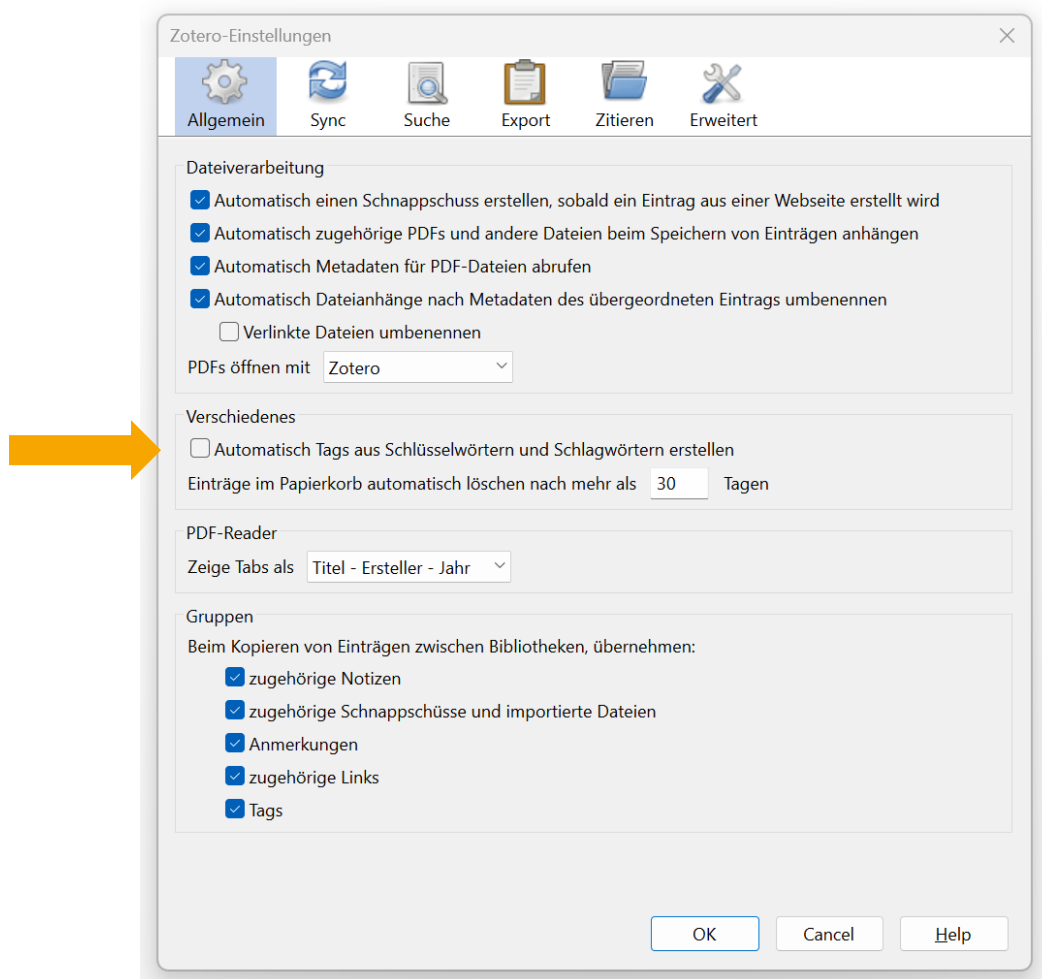 Zotero-Einstellungen
Allgemein Sync Suche Export Zitieren Erweitert
Dateiverarbeitung
Automatisch einen Schnappschuss erstellen, sobald ein Eintrag aus einer Webseite erstellt wird
Automatisch zugehörige PDFs und andere Dateien beim Speichern von Einträgen anhängen
Automatisch Metadaten für PDF-Dateien abrufen
Automatisch Dateianhänge nach Metadaten des übergeordneten Eintrags umbenennen
Verlinkte Dateien umbenennen
PDFs öffnen mit Zotero
Verschiedenes
Automatisch Tags aus Schlüsselwörtern und Schlagwörtern erstellen
Einträge im Papierkorb automatisch löschen nach mehr als 30 Tagen
PDF-Reader
Zeige Tabs als Titel - Ersteller - Jahr
Gruppen
Beim Kopieren von Einträgen zwischen Bibliotheken, übernehmen:
zugehörige Notizen
zugehörige Schnappschüsse und importierte Dateien
Anmerkungen
zugehörige Links
Tags
OK Cancel Help